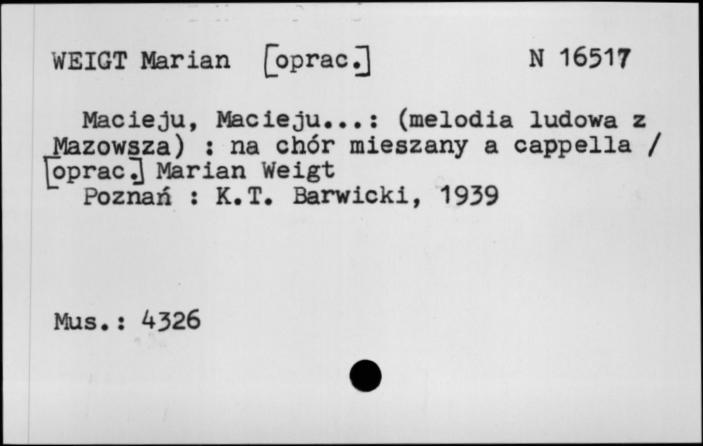 WEIGT Marian [oprac.] N 16517
Macieju, Macieju...: (melodia ludowa z
Mazowsza) : na chór mieszany a cappella /
[oprac.] Marian Weigt
Poznań : K.T. Barwicki, 1939
Mus.: 4326